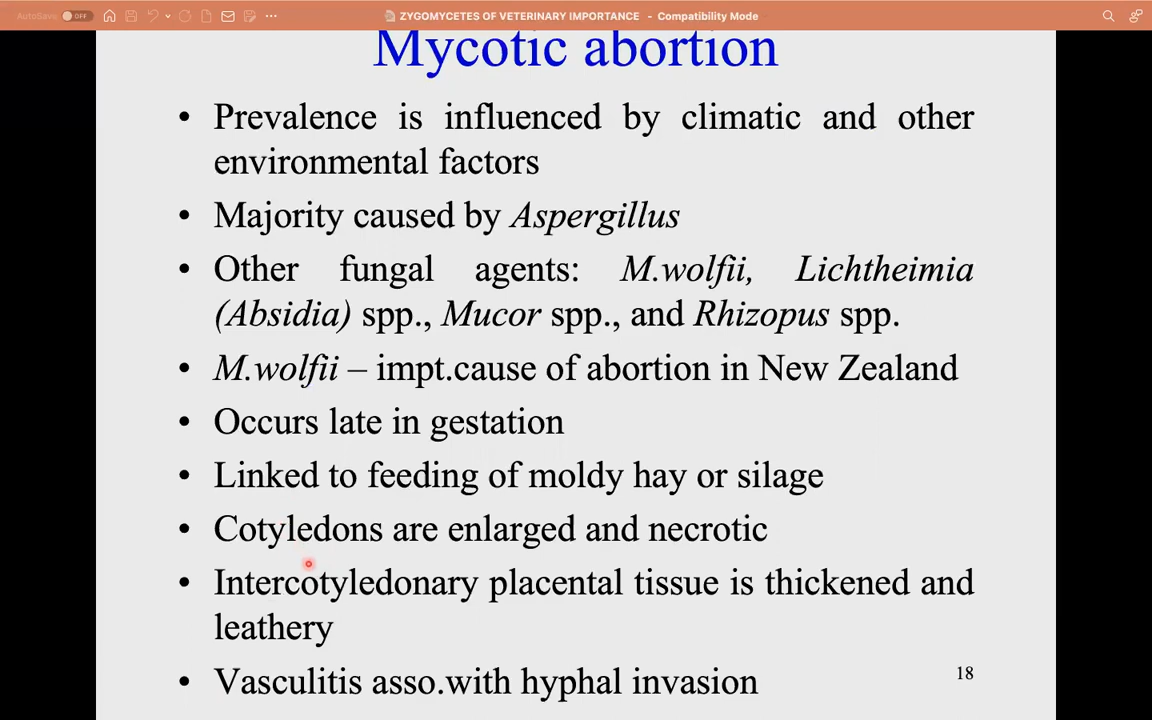 AutoSave OFF
ZYGOMYCETES OF VETERINARY IMPORTANCE - Compatibility Mode
Mycotic abortion
• Prevalence is influenced by climatic and other
environmental factors
• Majority caused by Aspergillus
• Other fungal agents: M.wolfii, Lichtheimia
(Absidia) spp., Mucor spp., and Rhizopus spp.
• M.wolfii – impt.cause of abortion in New Zealand
• Occurs late in gestation
• Linked to feeding of moldy hay or silage
• Cotyledons are enlarged and necrotic
• Intercotyledonary placental tissue is thickened and
leathery
• Vasculitis asso.with hyphal invasion
18